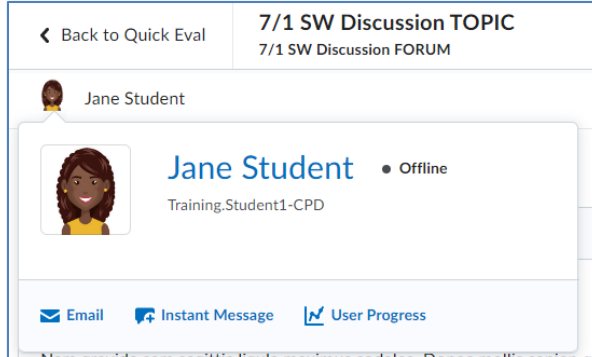 Back to Quick Eval
7/1 SW Discussion TOPIC
7/1 SW Discussion FORUM
Jane Student
Jane Student
Offline
Training.Student1-CPD
Email Instant Message User Progress